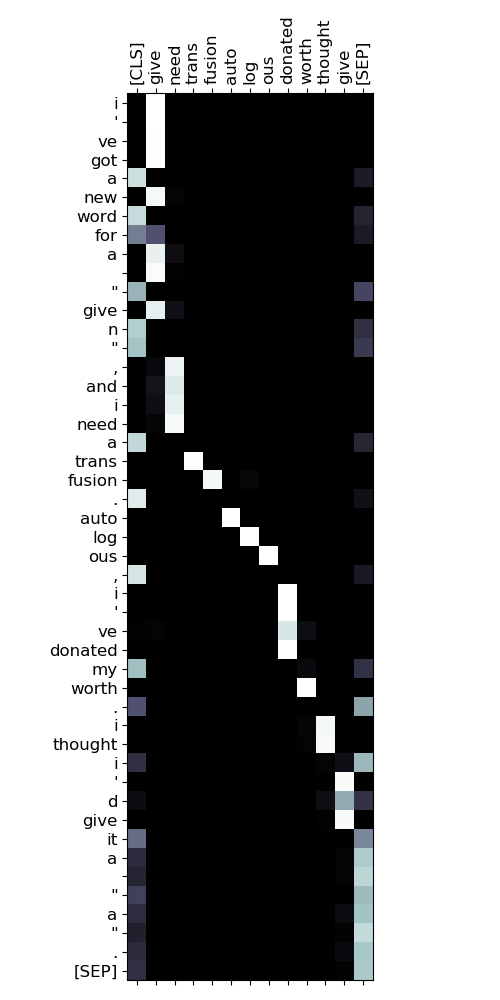 [CLS]
give
need
trans
fusion
auto
log
ous
donated
worth
thought
give
[SEP]
i
'
ve
got
a
new
word
for
a
-
"
give
n
"
,
and
i
need
a
trans
fusion
.
auto
log
ous
,
i
'
ve
donated
my
worth
.
i
thought
i
'
d
give
it
a
-
"
a
"
.
[SEP]